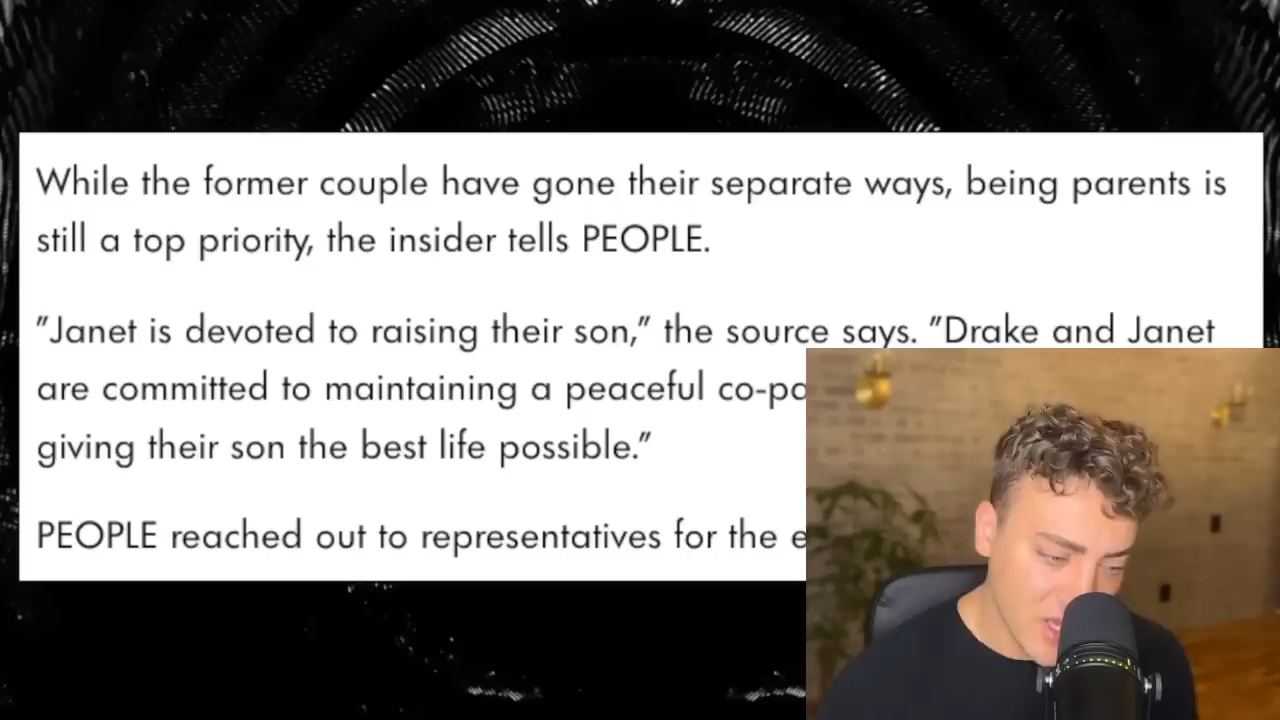 While the former couple have gone their separate ways, being parents is
still a top priority, the insider tells PEOPLE.
"Janet is devoted to raising their son," the source says. "Drake and Janet
are committed to maintaining a peaceful
giving their son the best life possible."
PEOPLE reached out to representatives for the